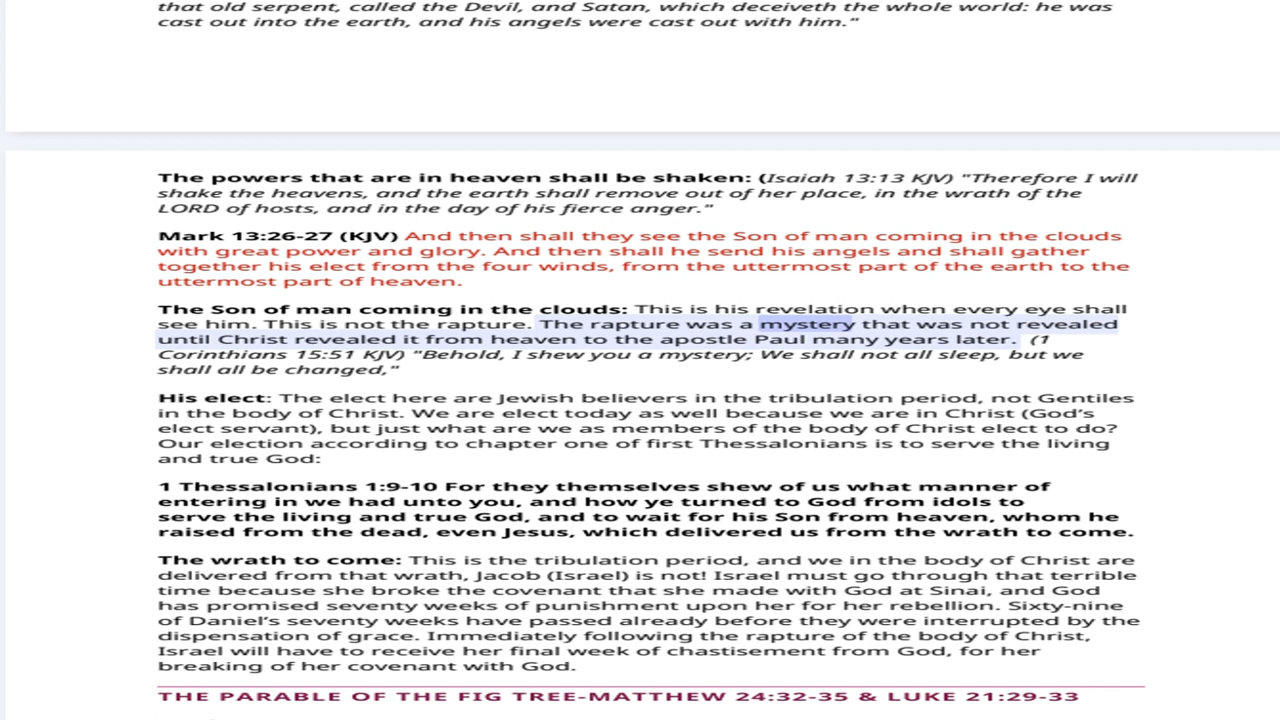 that old serpent, called the Devil, and Satan, which deceiveth the whole world: he was
cast out into the earth, and his angels were cast out with him."
The powers that are in heaven shall be shaken: (Isaiah 13:13 KJV) "Therefore I will
shake the heavens, and the earth shall remove out of her place, in the wrath of the
LORD of hosts, and in the day of his fierce anger."
Mark 13:26-27 (KJV) And then shall they see the Son of man coming in the clouds
with great power and glory. And then shall he send his angels and shall gather
together his elect from the four winds, from the uttermost part of the earth to the
uttermost part of heaven.
The Son of man coming in the clouds: This is his revelation when every eye shall
see him. This is not the rapture. The rapture was a mystery that was not revealed
until Christ revealed it from heaven to the apostle Paul many years later. (1
Corinthians 15:51 KJV) "Behold, I shew you a mystery; We shall not all sleep, but we
shall all be changed,"
His elect: The elect here are Jewish believers in the tribulation period, not Gentiles
in the body of Christ. We are elect today as well because we are in Christ (God's
elect servant), but just what are we as members of the body of Christ elect to do?
Our election according to chapter one of first Thessalonians is to serve the living
and true God:
1 Thessalonians 1:9-10 For they themselves shew of us what manner of
entering in we had unto you, and how ye turned to God from idols to
serve the living and true God, and to wait for his Son from heaven, whom he
raised from the dead, even Jesus, which delivered us from the wrath to come.
The wrath to come: This is the tribulation period, and we in the body of Christ are
delivered from that wrath, Jacob (Israel) is not! Israel must go through that terrible
time because she broke the covenant that she made with God at Sinai, and God
has promised seventy weeks of punishment upon her for her rebellion. Sixty-nine
of Daniel's seventy weeks have passed already before they were interrupted by the
dispensation of grace. Immediately following the rapture of the body of Christ,
Israel will have to receive her final week of chastisement from God, for her
breaking of her covenant with God.
THE PARABLE OF THE FIG TREE-MATTHEW 24:32-35 & LUKE 21:29-33